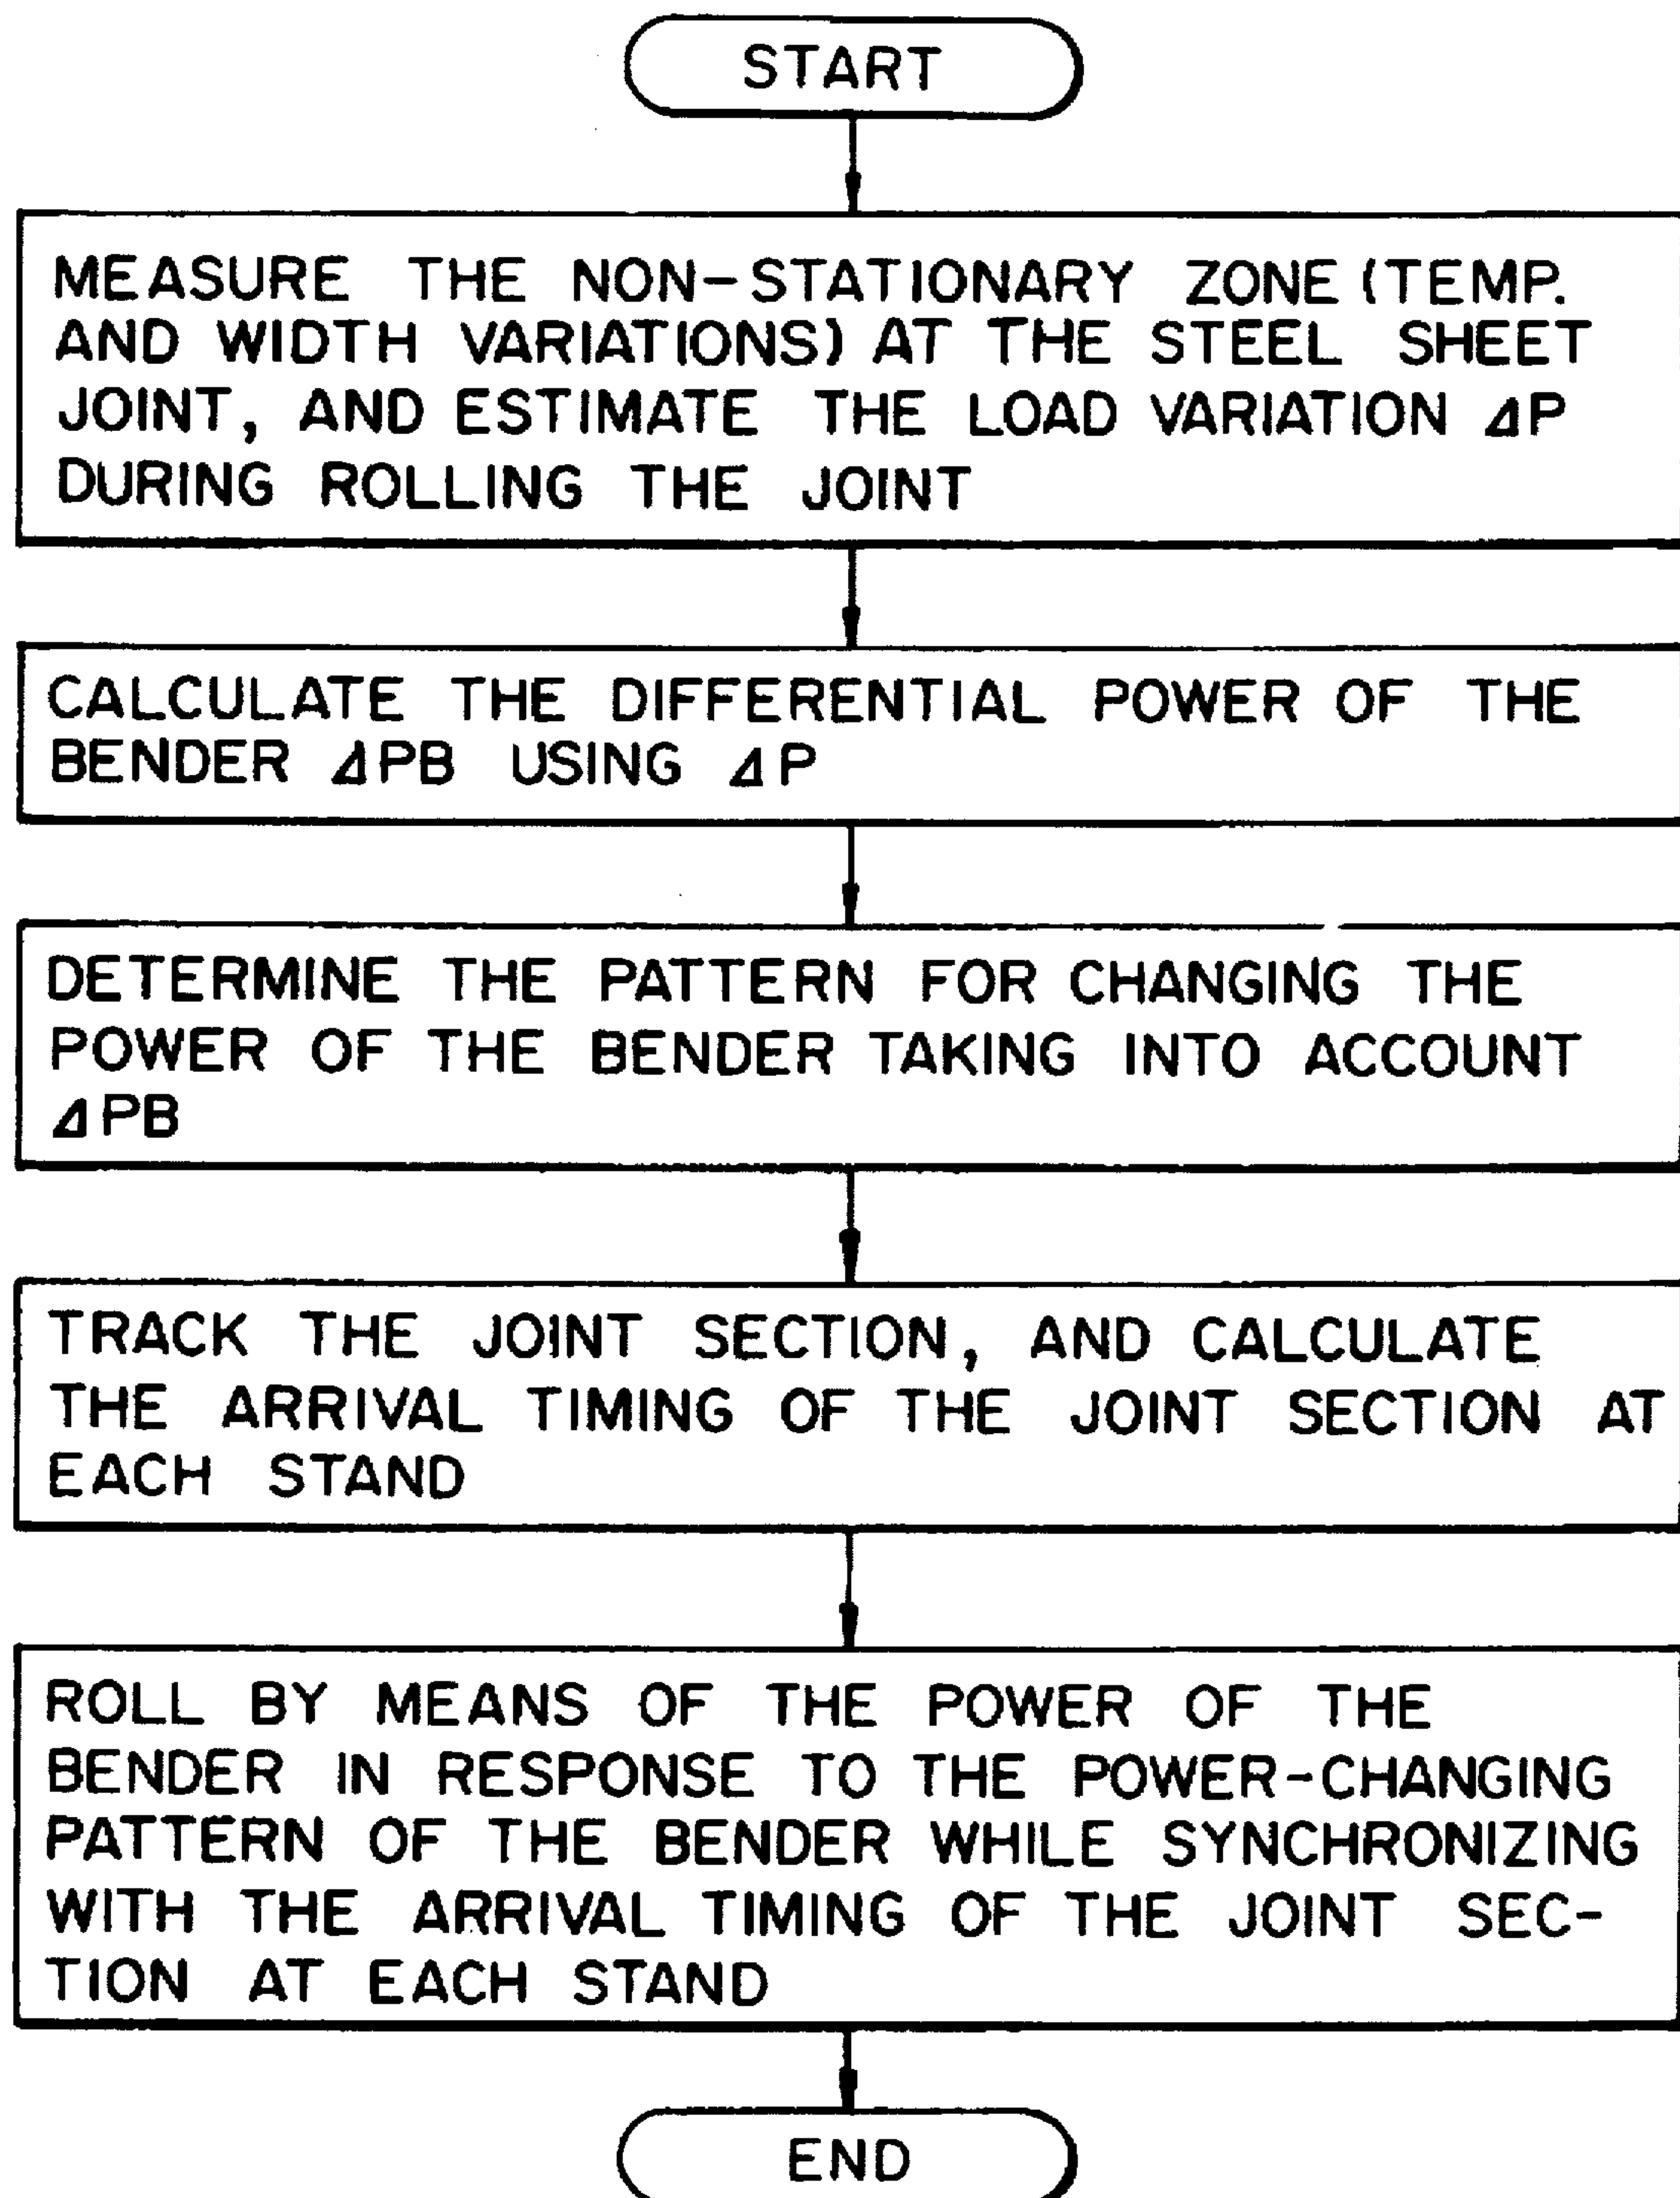 START
MEASURE THE NON-STATIONARY ZONE (TEMP.
AND WIDTH VARIATIONS) AT THE STEEL SHEET
JOINT, AND ESTIMATE THE LOAD VARIATION ⊿P
DURING ROLLING THE JOINT
CALCULATE THE DIFFERENTIAL POWER OF THE
BENDER ⊿PB USING ⊿P
DETERMINE THE PATTERN FOR CHANGING THE
POWER OF THE BENDER TAKING INTO ACCOUNT
⊿PB
TRACK THE JOINT SECTION, AND CALCULATE
THE ARRIVAL TIMING OF THE JOINT SECTION AT
EACH STAND
ROLL BY MEANS OF THE POWER OF THE
BENDER IN RESPONSE TO THE POWER-CHANGING
PATTERN OF THE BENDER WHILE SYNCHRONIZING
WITH THE ARRIVAL TIMING OF THE JOINT SEC-
TION AT EACH STAND
END